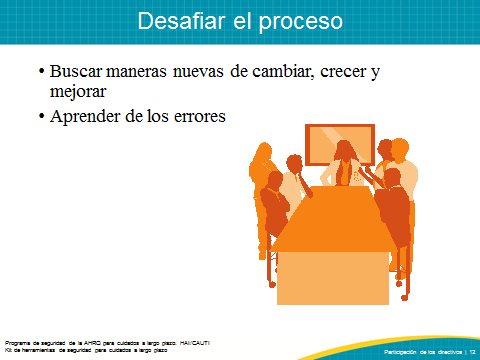 Desafiar el proceso
• Buscar maneras nuevas de cambiar, crecer y
mejorar
• Aprender de los errores
Programa de seguridad de la AHRQ para cuidados a largo plazo: HAI/CAUTI
Kit de herramientas de seguridad para cuidados a largo plazo
Participación de los directivos | 12